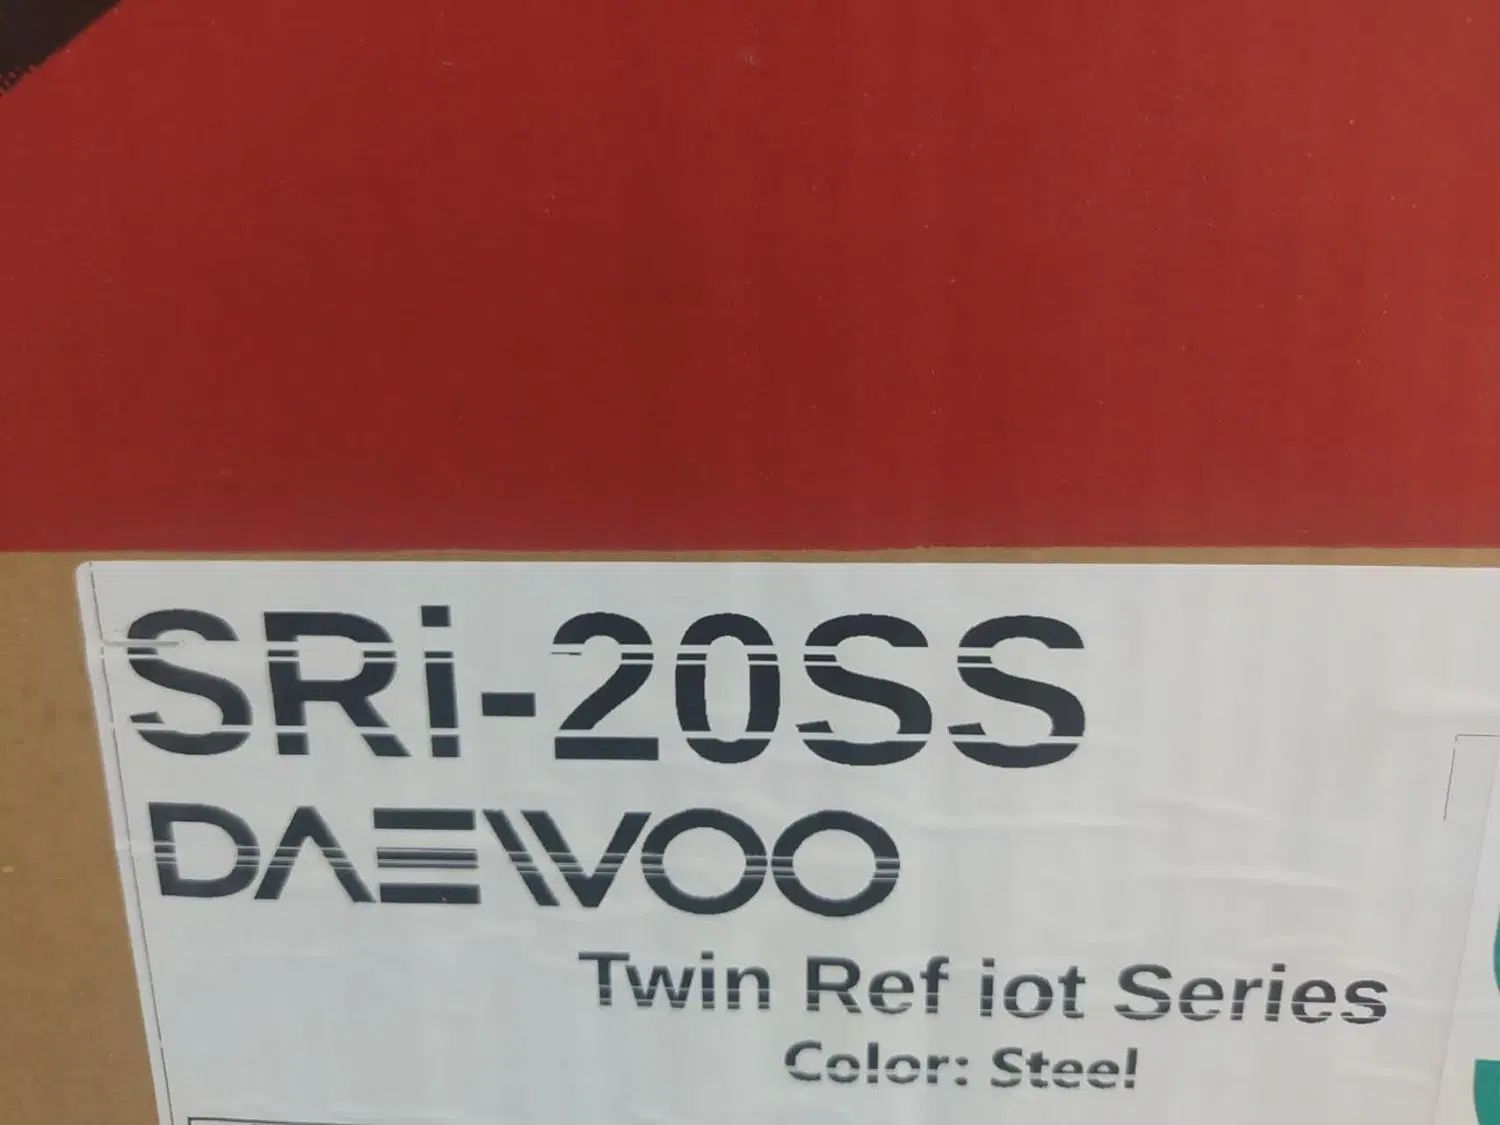 SRi-20SS
DAEWOO
Twin Ref iot Series
Color: Steel